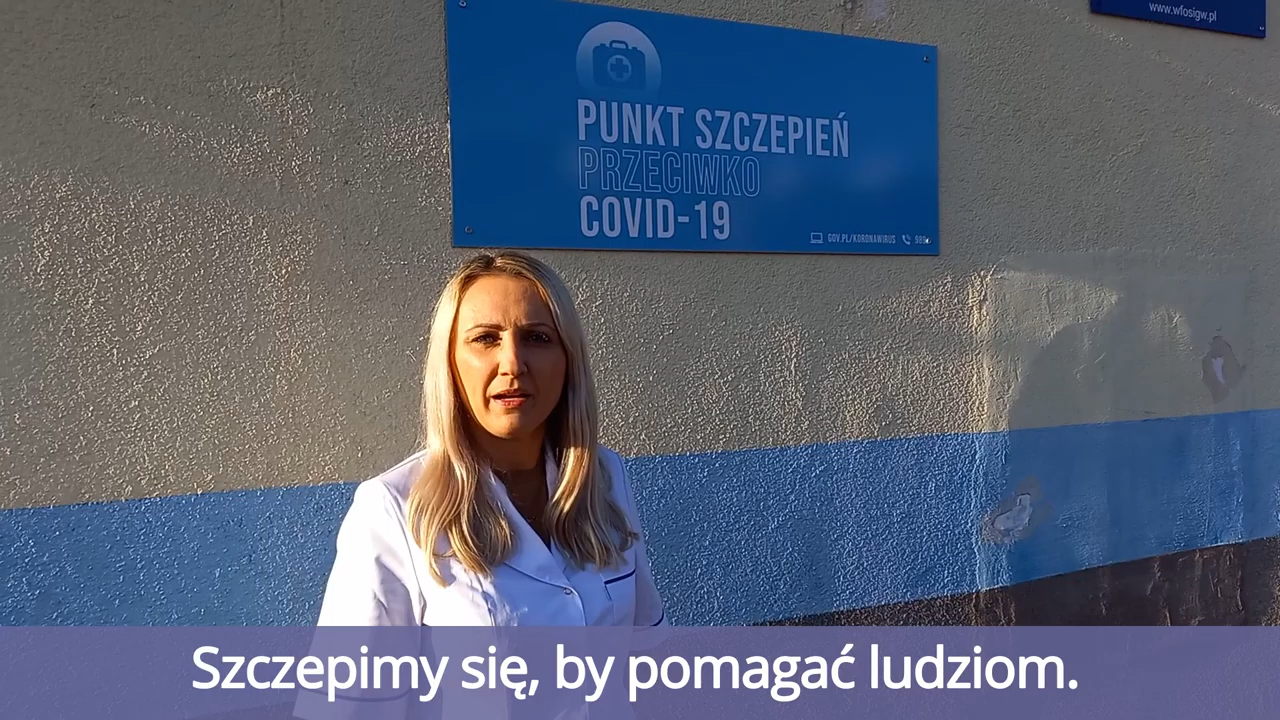 www.wfosigw.pl
PUNKT SZCZEPIEŃ
PRZECIWKO
COVID-19
GOV.PL/KORONAWIRUS
Szczepimy się, by pomagać ludziom.